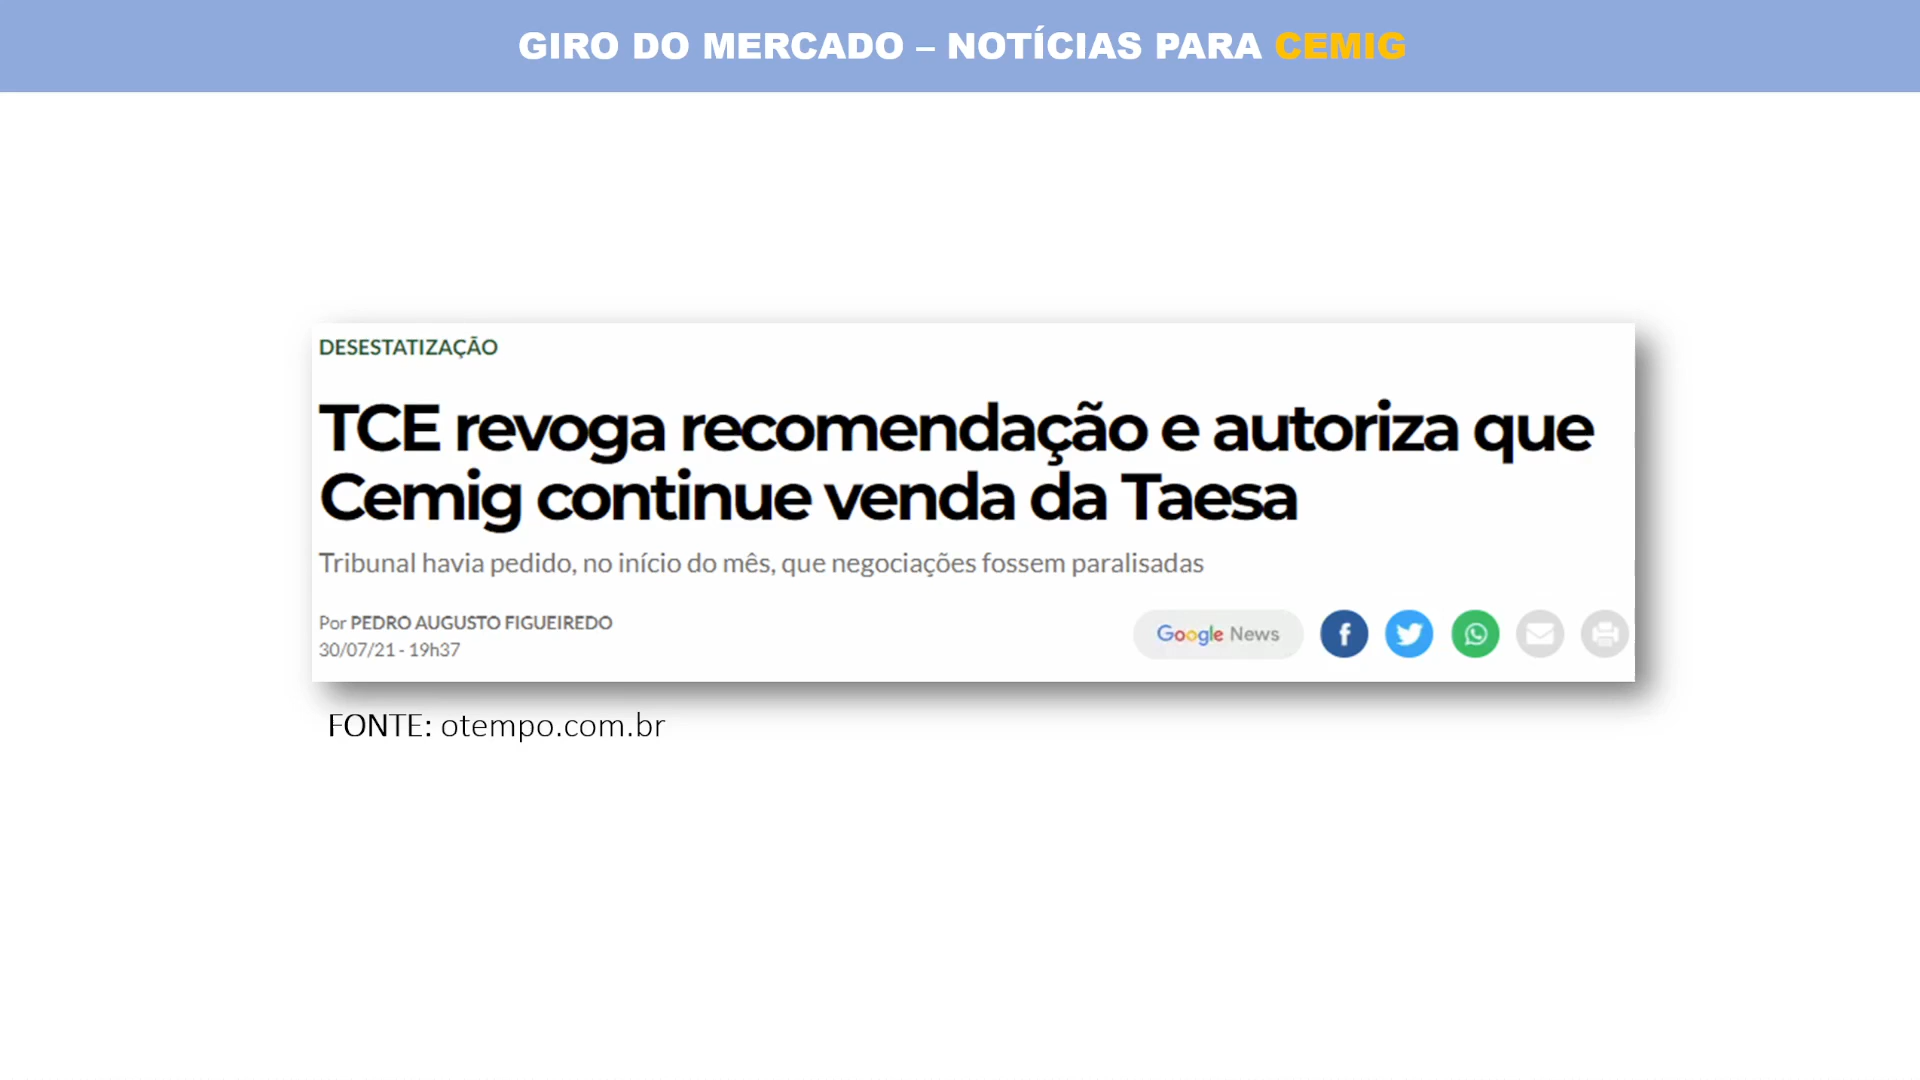 GIRO DO MERCADO – NOTÍCIAS PARA CEMIG
DESESTATIZAÇÃO
TCE revoga recomendação e autoriza que
Cemig continue venda da Taesa
Tribunal havia pedido, no início do mês, que negociações fossem paralisadas
Por PEDRO AUGUSTO FIGUEIREDO
30/07/21 - 19h37
Google News
FONTE: otempo.com.br